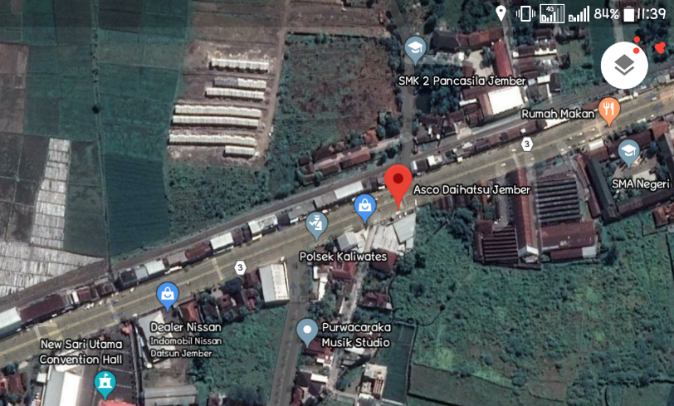 4G 84% 11:39
SMK 2 Pancasila Jember
Rumah Makan
3
SMA Negeri
Asco Daihatsu Jember
Polsek Kaliwates
3
Dealer Nissan
Indomobil Nissan
Datsun Jember
Purwacaraka
Musik Studio
New Sari Utama
Convention Hall